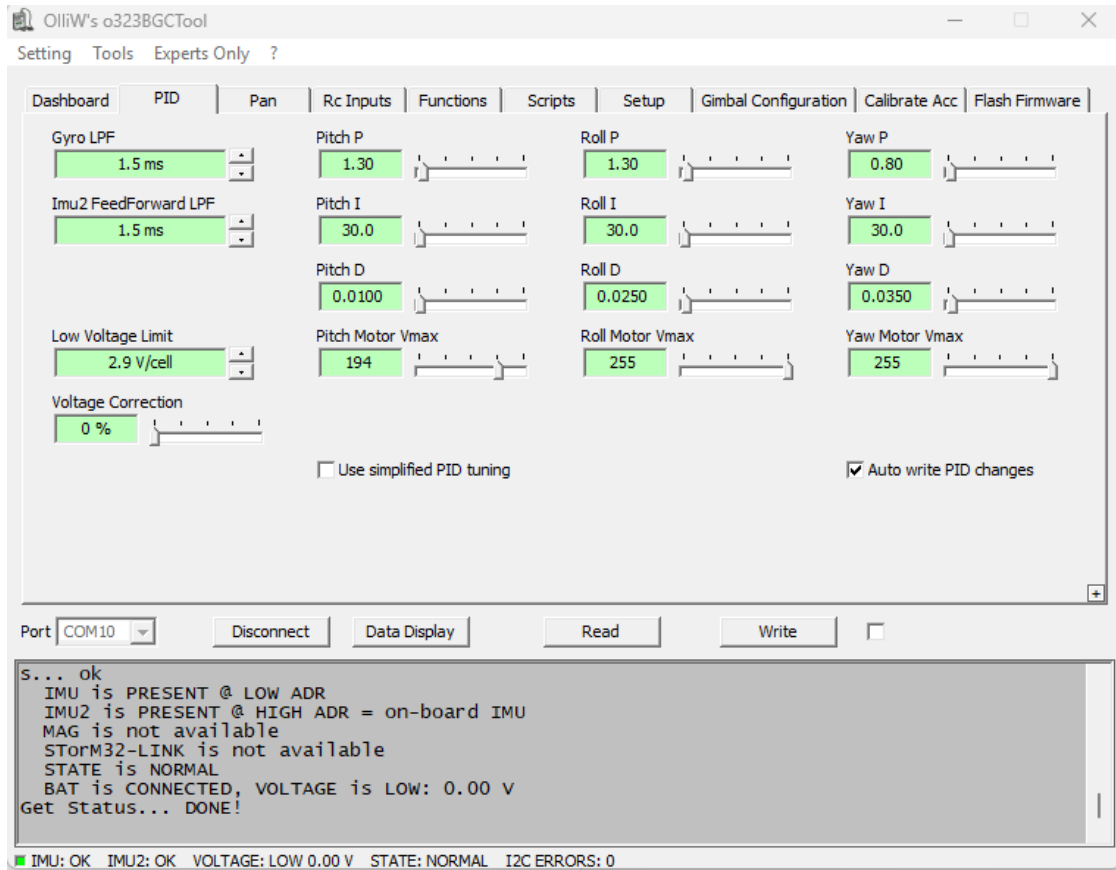 OlliW's o323BGCTool
Setting Tools Experts Only ?
Dashboard PID Pan Rc Inputs Functions Scripts Setup Gimbal Configuration Calibrate Acc Flash Firmware
Gyro LPF Pitch P Roll P Yaw P
1.5 ms 1.30 1.30 0.80
Imu2 FeedForward LPF Pitch I Roll I Yaw I
1.5 ms 30.0 30.0 30.0
Pitch D Roll D Yaw D
0.0100 0.0250 0.0350
Low Voltage Limit Pitch Motor Vmax Roll Motor Vmax Yaw Motor Vmax
2.9 V/cell 194 255 255
Voltage Correction
0 %
Use simplified PID tuning Auto write PID changes
+
Port COM10 Disconnect Data Display Read Write
s... ok
IMU is PRESENT @ LOW ADR
IMU2 is PRESENT @ HIGH ADR = on-board IMU
MAG is not available
STorM32-LINK is not available
STATE is NORMAL
BAT is CONNECTED, VOLTAGE is LOW: 0.00 V
Get Status... DONE!
IMU: OK IMU2: OK VOLTAGE: LOW 0.00 V STATE: NORMAL I2C ERRORS: 0